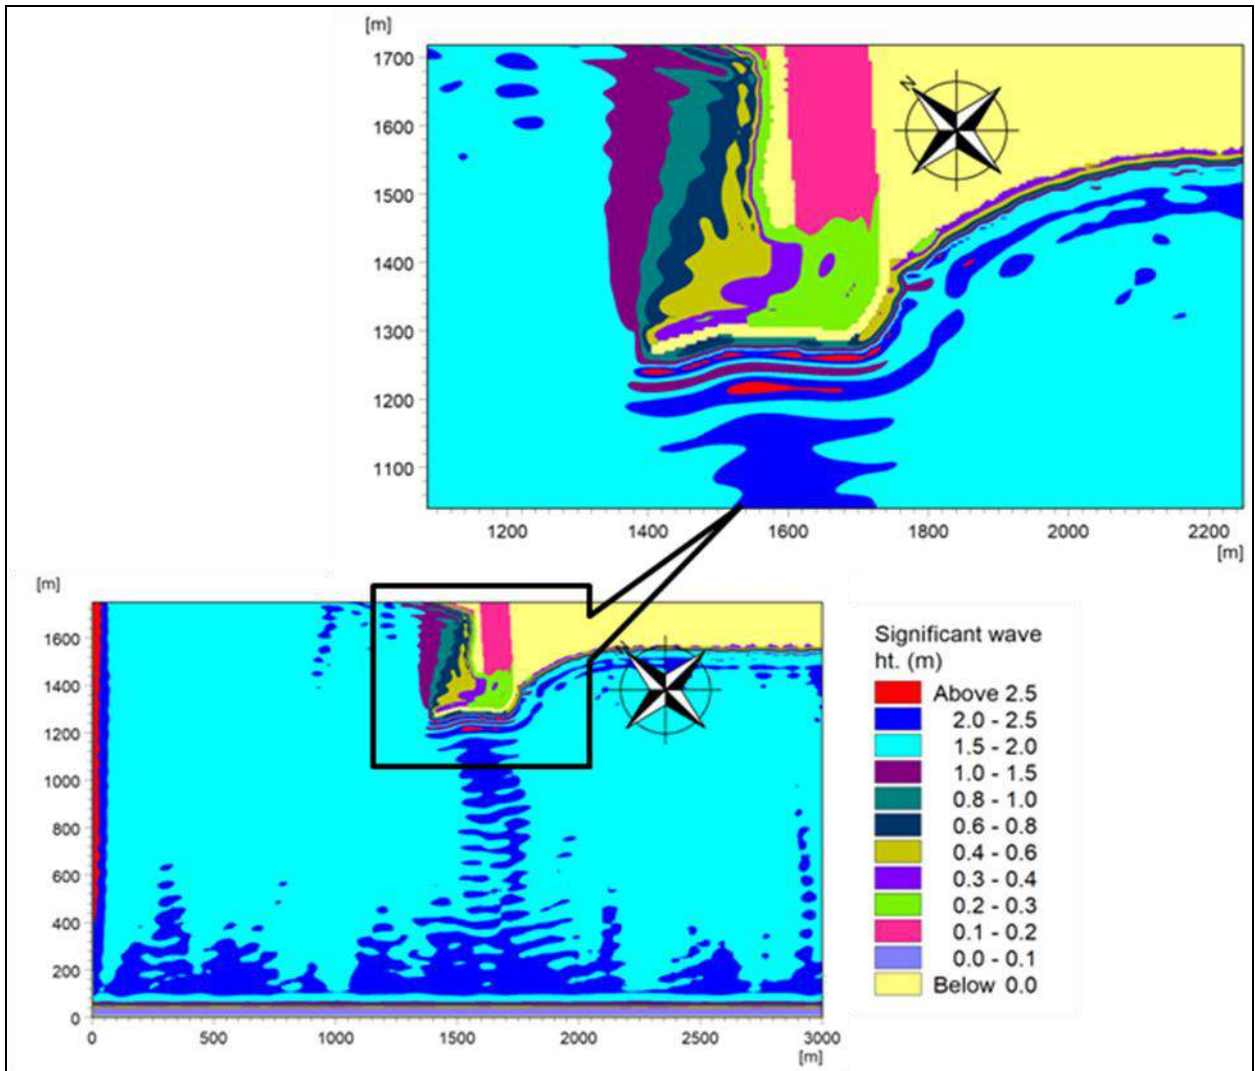 [m]
1700
1600
1500
1400
1300
1200
1100
1200 1400 1600 1800 2000 2200
[m]
N
[m]
1600
1400
1200
1000
800
600
400
200
0
0 500 1000 1500 2000 2500 3000
[m]
Significant wave
ht. (m)
Above 2.5
2.0 - 2.5
1.5 - 2.0
1.0 - 1.5
0.8 - 1.0
0.6 - 0.8
0.4 - 0.6
0.3 - 0.4
0.2 - 0.3
0.1 - 0.2
0.0 - 0.1
Below 0.0